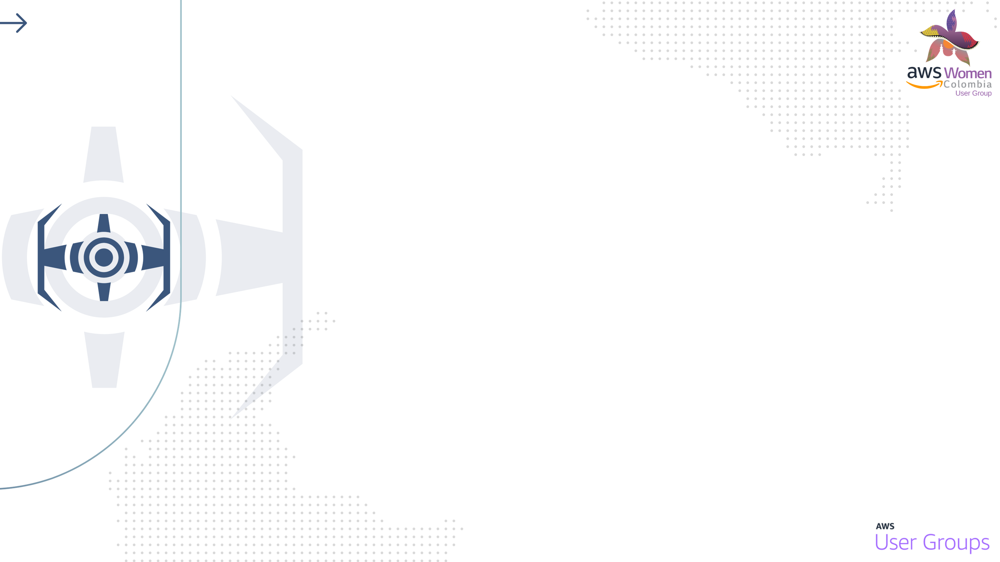 aws Women
Colombia
User Group
AWS
User Groups